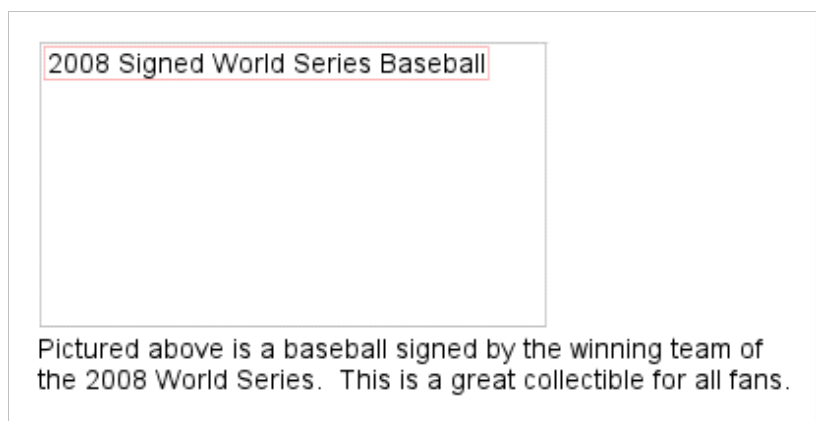 2008 Signed World Series Baseball
Pictured above is a baseball signed by the winning team of
the 2008 World Series.  This is a great collectible for all fans.